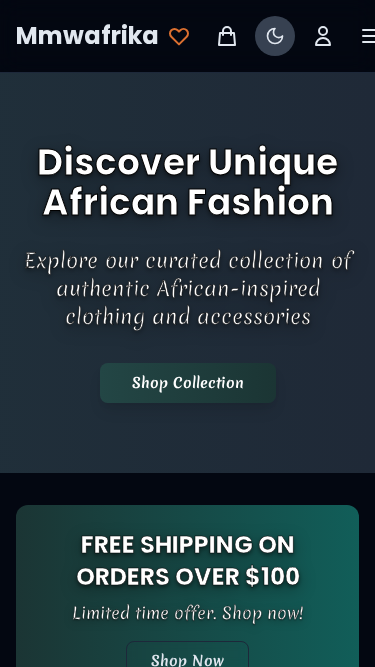 Mmwafrika
Discover Unique
African Fashion
Explore our curated collection of
authentic African-inspired
clothing and accessories
Shop Collection
FREE SHIPPING ON
ORDERS OVER $100
Limited time offer. Shop now!
Shop Now